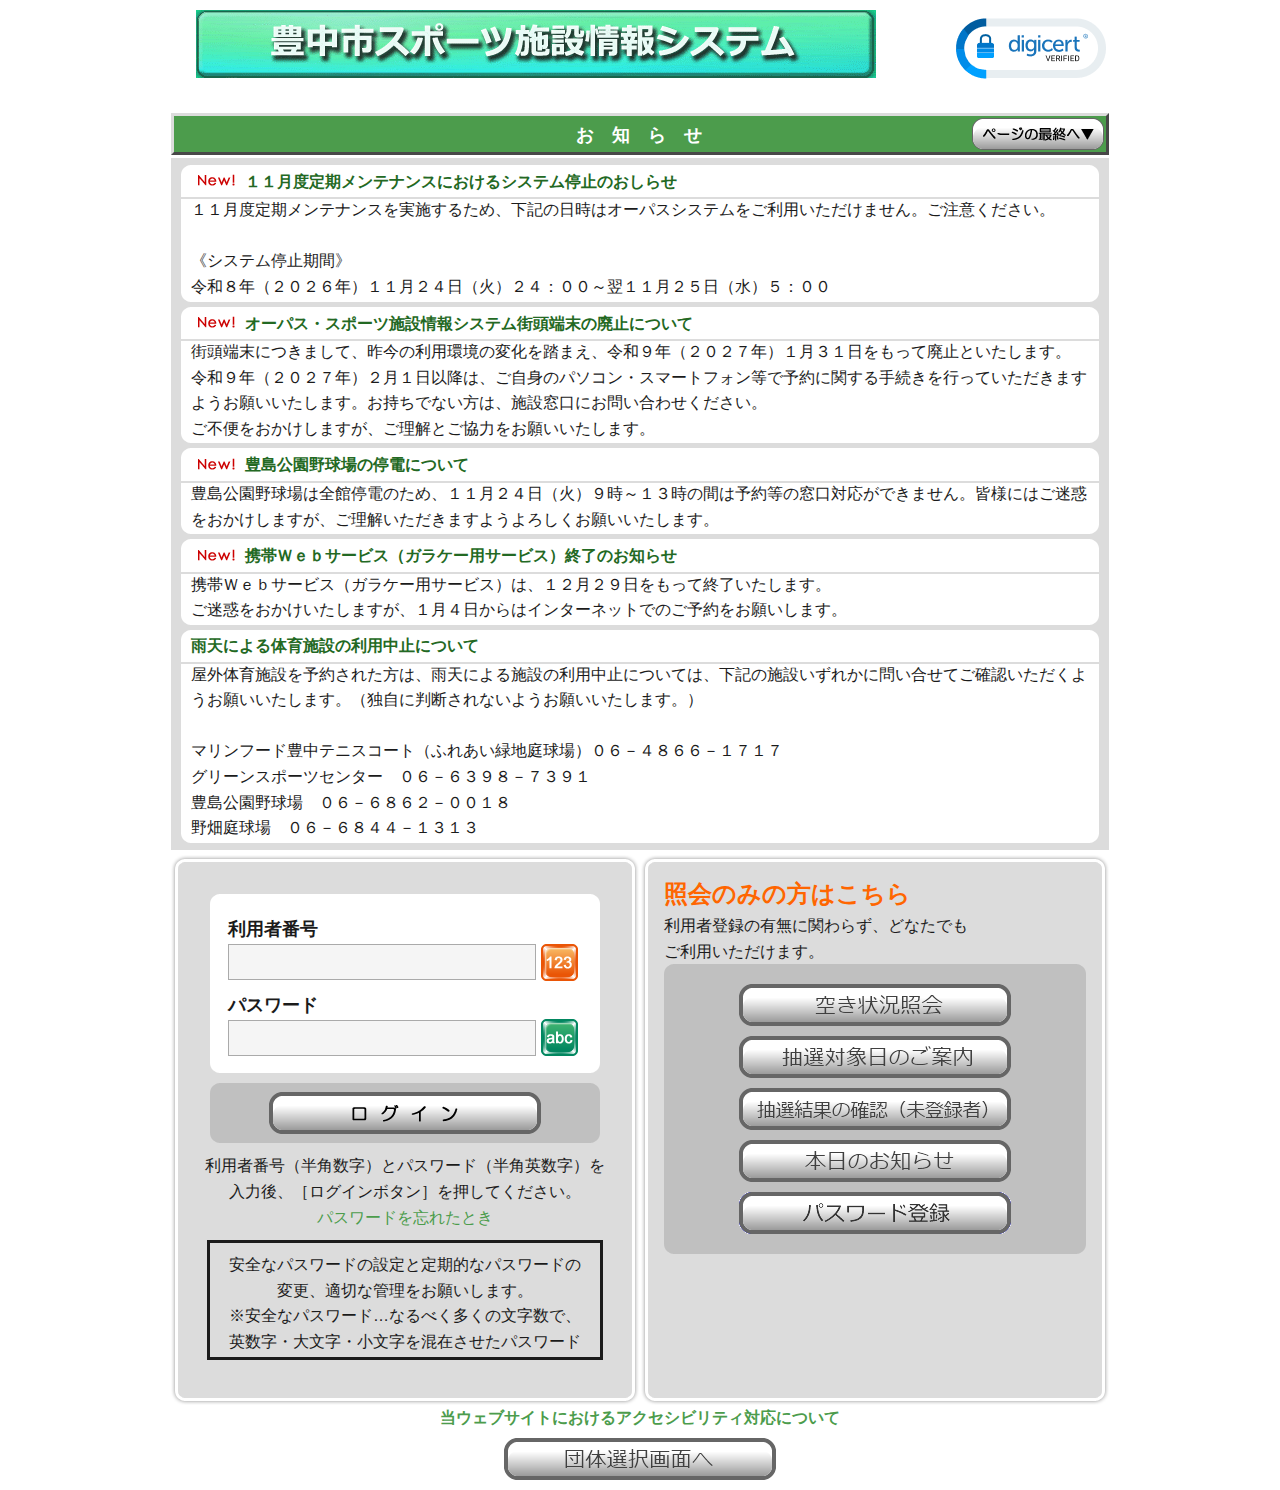 豊中市スポーツ施設情報システム
digicert®
VERIFIED
お　知　ら　せ
ページの最終へ▼
New! １１月度定期メンテナンスにおけるシステム停止のおしらせ
１１月度定期メンテナンスを実施するため、下記の日時はオーパスシステムをご利用いただけません。ご注意ください。
《システム停止期間》
令和８年（２０２６年）１１月２４日（火）２４：００～翌１１月２５日（水）５：００
New! オーパス・スポーツ施設情報システム街頭端末の廃止について
街頭端末につきまして、昨今の利用環境の変化を踏まえ、令和９年（２０２７年）１月３１日をもって廃止といたします。
令和９年（２０２７年）２月１日以降は、ご自身のパソコン・スマートフォン等で予約に関する手続きを行っていただきます
ようお願いいたします。お持ちでない方は、施設窓口にお問い合わせください。
ご不便をおかけしますが、ご理解とご協力をお願いいたします。
New! 豊島公園野球場の停電について
豊島公園野球場は全館停電のため、１１月２４日（火）９時～１３時の間は予約等の窓口対応ができません。皆様にはご迷惑
をおかけしますが、ご理解いただきますようよろしくお願いいたします。
New! 携帯Ｗｅｂサービス（ガラケー用サービス）終了のお知らせ
携帯Ｗｅｂサービス（ガラケー用サービス）は、１２月２９日をもって終了いたします。
ご迷惑をおかけいたしますが、１月４日からはインターネットでのご予約をお願いします。
雨天による体育施設の利用中止について
屋外体育施設を予約された方は、雨天による施設の利用中止については、下記の施設いずれかに問い合せてご確認いただくよ
うお願いいたします。（独自に判断されないようお願いいたします。）
マリンフード豊中テニスコート（ふれあい緑地庭球場）０６－４８６６－１７１７
グリーンスポーツセンター　０６－６３９８－７３９１
豊島公園野球場　０６－６８６２－００１８
野畑庭球場　０６－６８４４－１３１３
利用者番号
123
パスワード
abc
ログイン
利用者番号（半角数字）とパスワード（半角英数字）を
入力後、［ログインボタン］を押してください。
パスワードを忘れたとき
安全なパスワードの設定と定期的なパスワードの
変更、適切な管理をお願いします。
※安全なパスワード…なるべく多くの文字数で、
英数字・大文字・小文字を混在させたパスワード
照会のみの方はこちら
利用者登録の有無に関わらず、どなたでも
ご利用いただけます。
空き状況照会
抽選対象日のご案内
抽選結果の確認（未登録者）
本日のお知らせ
パスワード登録
当ウェブサイトにおけるアクセシビリティ対応について
団体選択画面へ